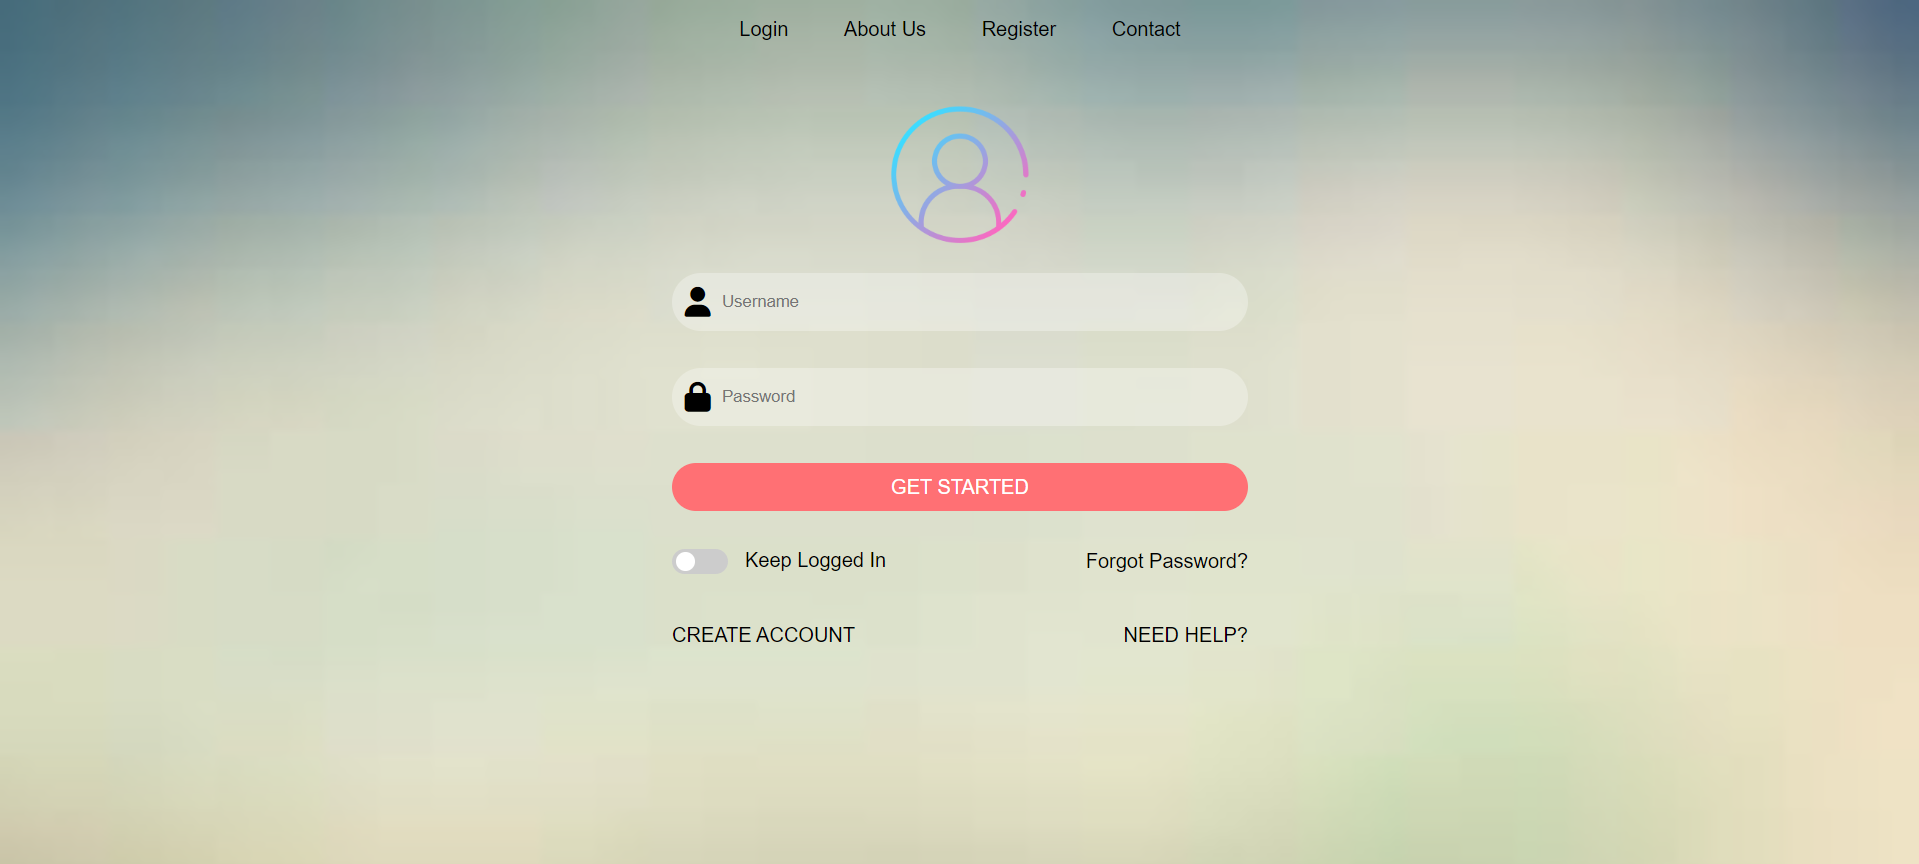 Login About Us Register Contact
Username
Password
GET STARTED
Keep Logged In Forgot Password?
CREATE ACCOUNT NEED HELP?